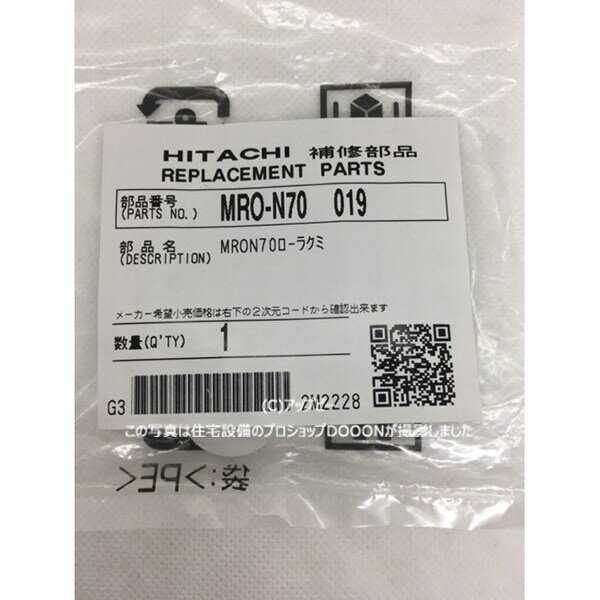 HITACHI 補修部品
REPLACEMENT PARTS
部品番号
(PARTS NO.)
MRO-N70 019
部品名
(DESCRIPTION)
MRON70ローラクミ
メーカー希望小売価格は右下の2次元コードから確認出来ます
数量(Q'TY) 1
G3 2M2228
この写真は住宅設備のプロショップDOOONが撮影しました
袋:>PE<